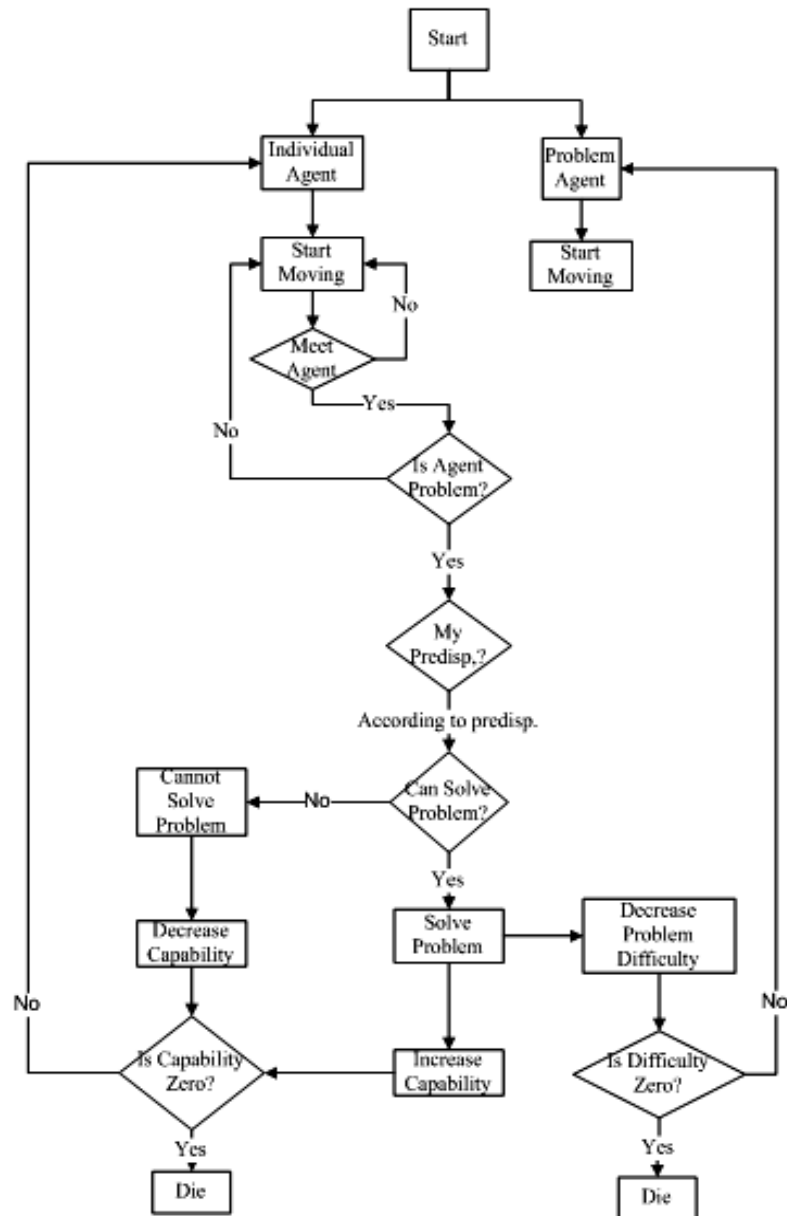 Start
Individual
Agent
Problem
Agent
Start
Moving
Start
Moving
No
Meet
Agent
Yes
No
Is Agent
Problem?
Yes
My
Predisp,?
According to predisp.
Cannot
Solve
Problem
No
Can Solve
Problem?
Yes
Decrease
Capability
Solve
Problem
Decrease
Problem
Difficulty
No
No
Is Capability
Zero?
Increase
Capability
Is Difficulty
Zero?
Yes
Yes
Die
Die